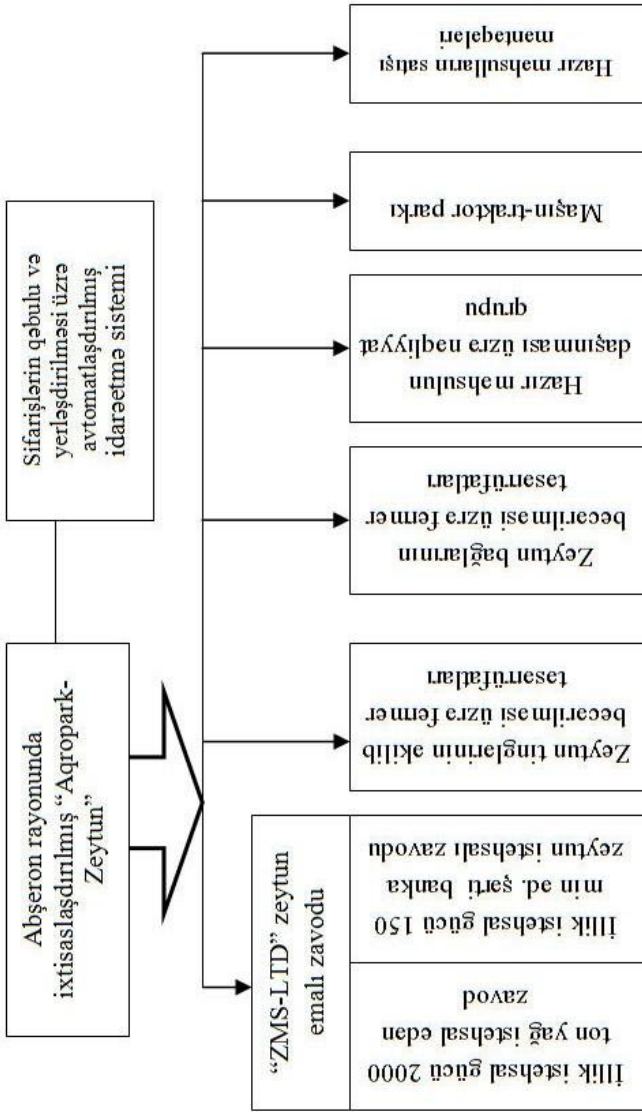 Abşeron rayonunda
ixtisaslaşdırılmış “Aqropark-
Zeytun”
Sifarişlərin qəbulu və
yerləşdirilməsi üzrə
avtomatlaşdırılmış
idarəetmə sistemi
“ZMS-LTD” zeytun
emalı zavodu
İllik istehsal gücü 2000
ton yağ istehsal edən
zavod
İllik istehsal gücü 150
min əd. şərti banka
zeytun istehsalı zavodu
Zeytun tinglərinin əkilib
becərilməsi üzrə fermer
təsərrüfatları
Zeytun bağlarının
becərilməsi üzrə fermer
təsərrüfatları
Hazır məhsulun
daşınması üzrə nəqliyyat
qrupu
Maşın-traktor parkı
Hazır məhsulların satışı
məntəqələri